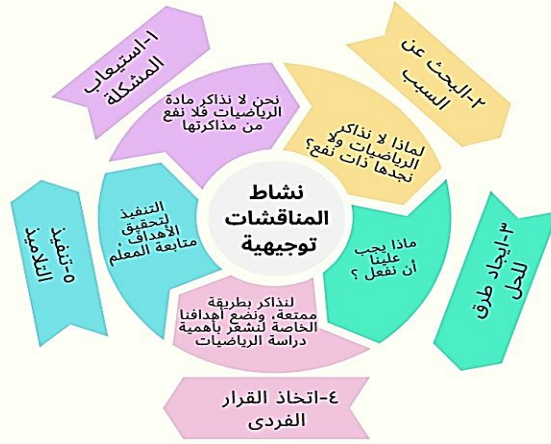 نشاط
المناقشات
توجيهية
١-استيعاب
المشكلة
نحن لا نذاكر مادة
الرياضيات فلا نفع
من مذاكرتها
٢-البحث عن
السبب
لماذا لا نذاكر
الرياضيات ولا
نجدها ذات نفع؟
٣-ايجاد طرق
للحل
ماذا يجب
علينا
أن نفعل ؟
٤-اتخاذ القرار
الفردى
لنذاكر بطريقة
ممتعة، ونضع أهدافنا
الخاصة لنشعر بأهمية
دراسة الرياضيات
٥-تنفيذ
التلاميذ
التنفيذ
لتحقيق
الأهداف ,
متابعة المعلم